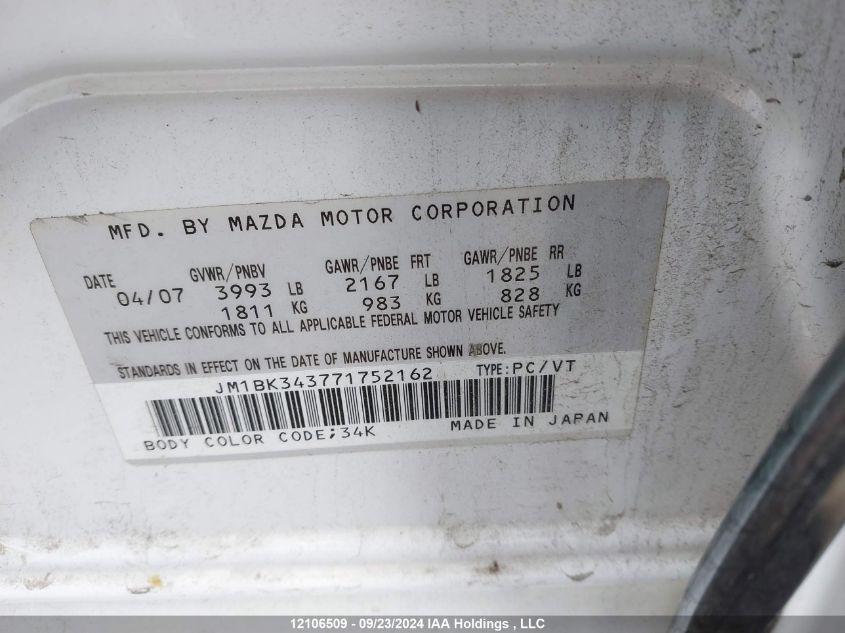 MFD. BY MAZDA MOTOR CORPORATION
DATE GVWR/PNBV GAWR/PNBE FRT GAWR/PNBE RR
04/07 3993 LB 2167 LB 1825 LB
1811 KG 983 KG 828 KG
THIS VEHICLE CONFORMS TO ALL APPLICABLE FEDERAL MOTOR VEHICLE SAFETY
STANDARDS IN EFFECT ON THE DATE OF MANUFACTURE SHOWN ABOVE.
JM1BK343771752162 TYPE:PC/VT
BODY COLOR CODE;34K MADE IN JAPAN
12106509 - 09/23/2024 IAA Holdings , LLC